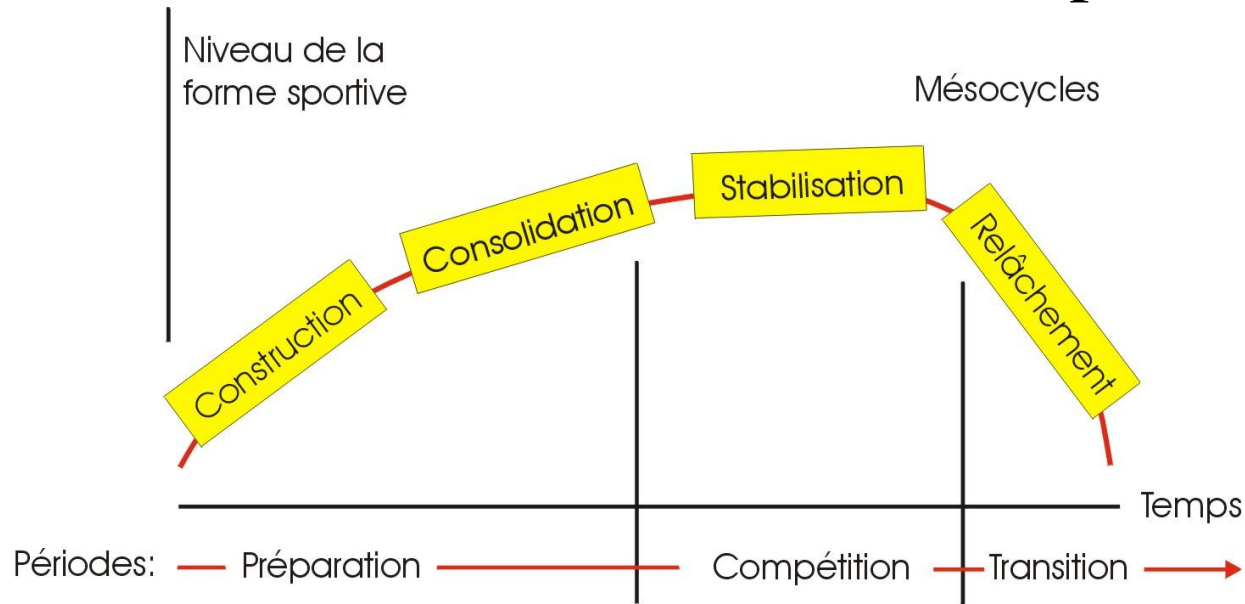 Niveau de la
forme sportive
Mésocycles
Construction
Consolidation
Stabilisation
Relâchement
Temps
Périodes: Préparation Compétition Transition